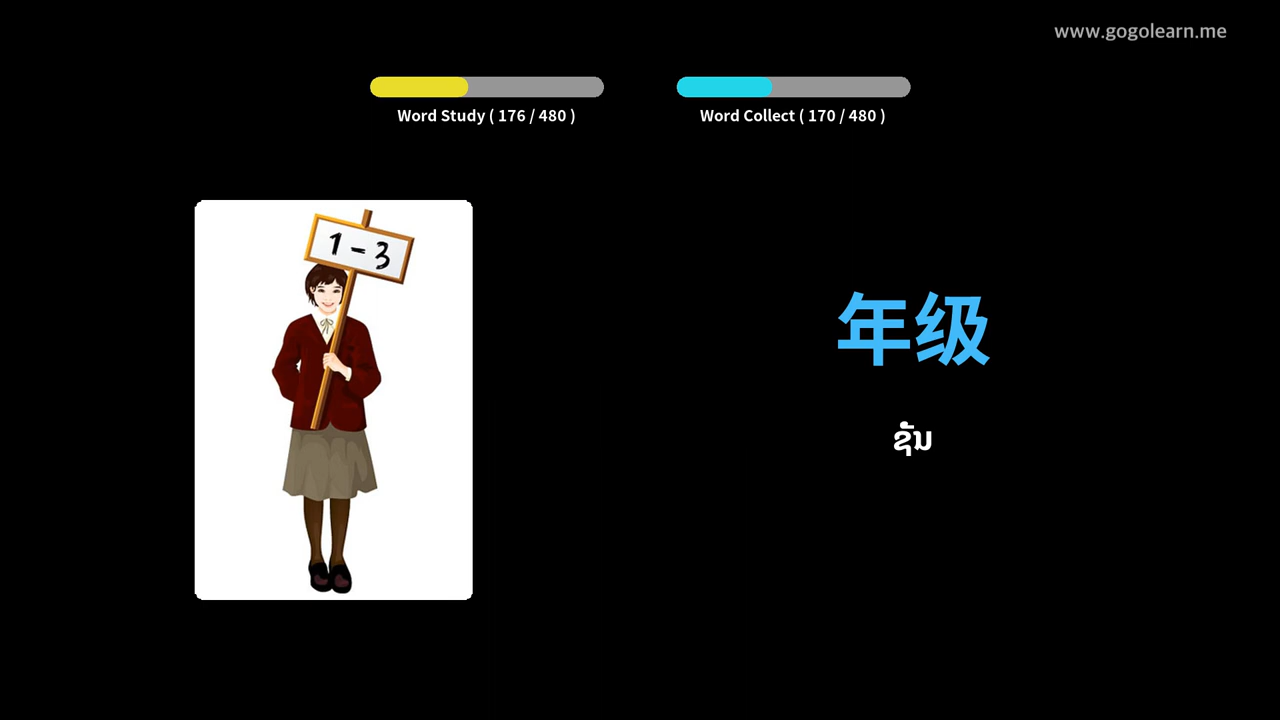 www.gogolearn.me
Word Study ( 176 / 480 )
Word Collect ( 170 / 480 )
1 - 3
年级
ຊັ້ນ